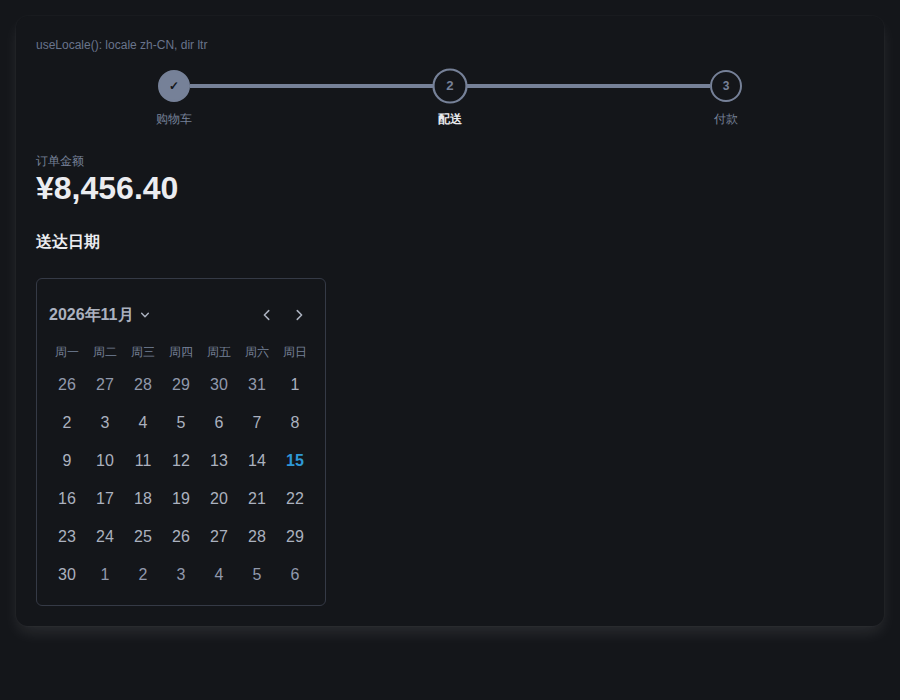 useLocale(): locale zh-CN, dir ltr
✓ 2 3
购物车 配送 付款
订单金额
¥8,456.40
送达日期
2026年11月
周一 周二 周三 周四 周五 周六 周日
26 27 28 29 30 31 1
2 3 4 5 6 7 8
9 10 11 12 13 14 15
16 17 18 19 20 21 22
23 24 25 26 27 28 29
30 1 2 3 4 5 6